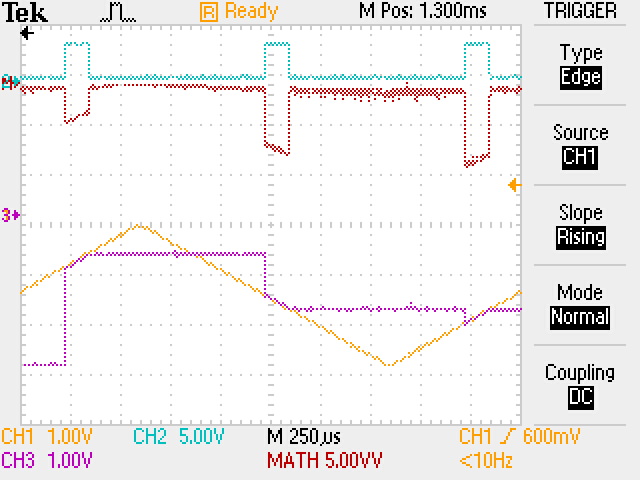 Tek R Ready M Pos: 1.300ms TRIGGER
Type
Edge
Source
CH1
Slope
Rising
Mode
Normal
Coupling
DC
3
CH1 1.00V CH2 5.00V M 250µs CH1 600mV
CH3 1.00V MATH 5.00VV <10Hz